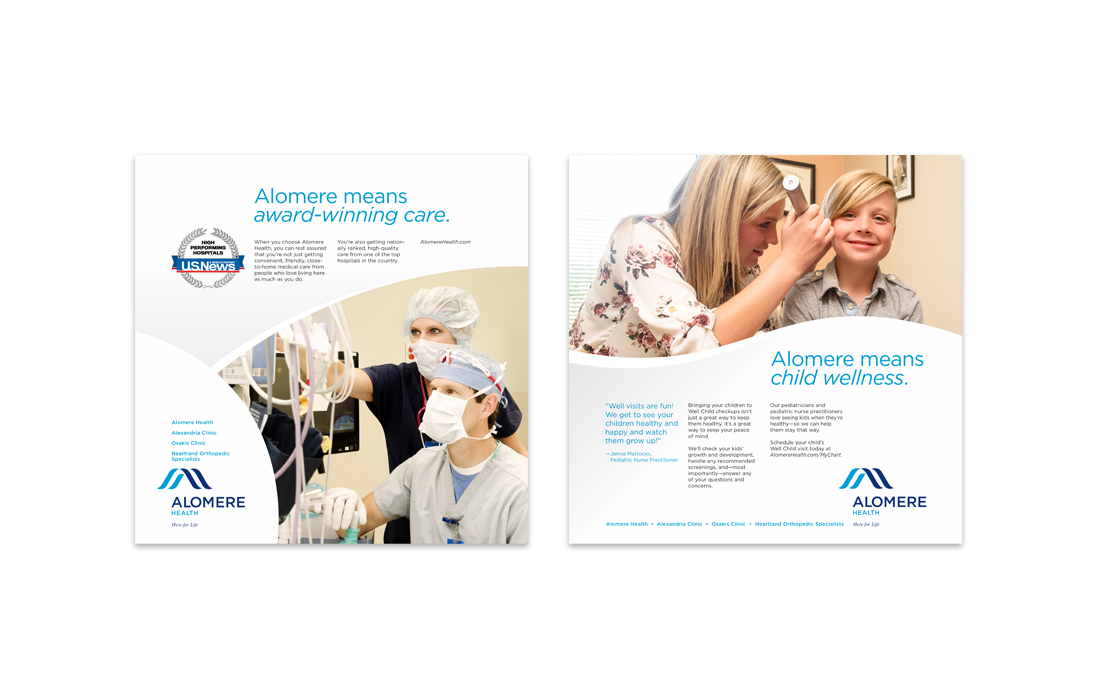 Alomere means
award-winning care.
HIGH
PERFORMING
HOSPITALS
U.S.News
When you choose Alomere
Health, you can rest assured
that you're not just getting
convenient, friendly, close-
to-home medical care from
people who love living here
as much as you do.
You're also getting nation-
ally ranked, high-quality
care from one of the top
hospitals in the country.
AlomereHealth.com
Alomere Health
Alexandria Clinic
Osakis Clinic
Heartland Orthopedic
Specialists
ALOMERE
HEALTH
Here for Life
Alomere means
child wellness.
"Well visits are fun!
We get to see your
children healthy and
happy and watch
them grow up!"
—Jenna Mattocks,
Pediatric Nurse Practitioner
Bringing your children to
Well Child checkups isn't
just a great way to keep
them healthy. It's a great
way to keep your peace
of mind.
We'll check your kids'
growth and development,
handle any recommended
screenings, and—most
importantly—answer any
of your questions and
concerns.
Our pediatricians and
pediatric nurse practitioners
love seeing kids when they're
healthy—so we can help
them stay that way.
Schedule your child's
Well Child visit today at
AlomereHealth.com/MyChart.
ALOMERE
HEALTH
Here for Life
Alomere Health • Alexandria Clinic • Osakis Clinic • Heartland Orthopedic Specialists